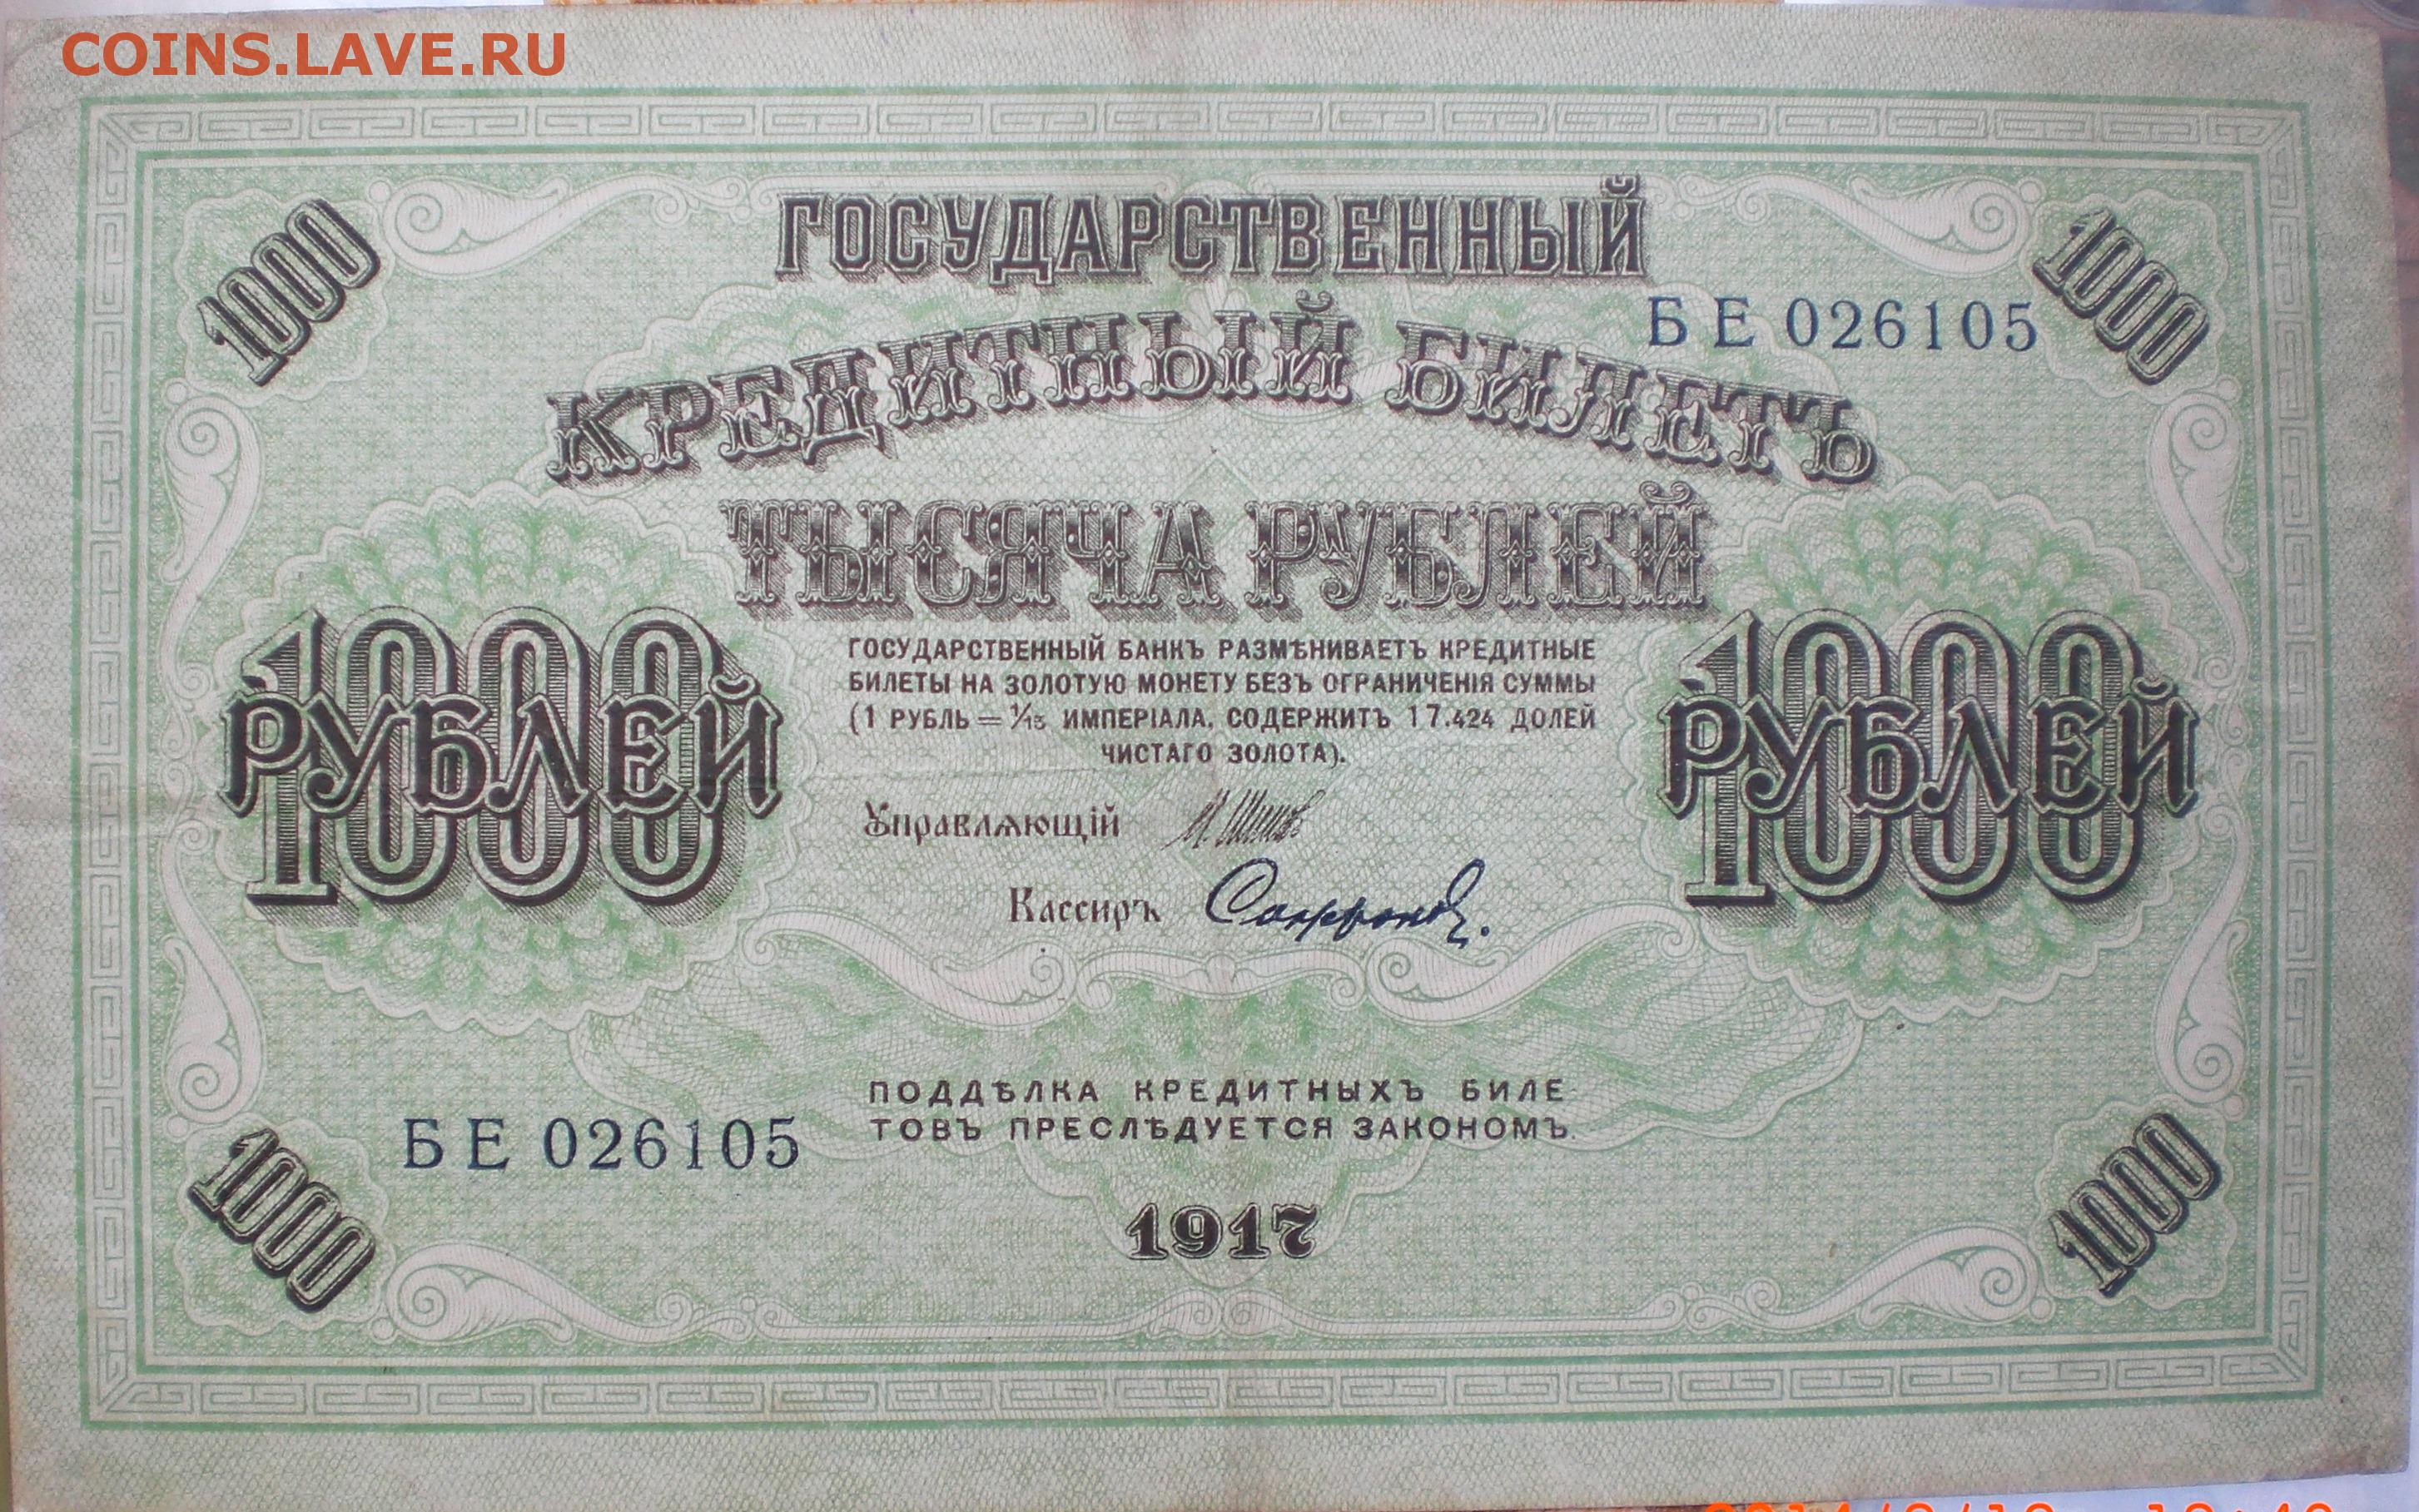 COINS.LAVE.RU
1000
1000
ГОСУДАРСТВЕННЫЙ
БЕ 026105
КРЕДИТНЫЙ БИЛЕТЪ
ТЫСЯЧА РУБЛЕЙ
1000
РУБЛЕЙ
1000
РУБЛЕЙ
ГОСУДАРСТВЕННЫЙ БАНКЪ РАЗМѢНИВАЕТЪ КРЕДИТНЫЕ
БИЛЕТЫ НА ЗОЛОТУЮ МОНЕТУ БЕЗЪ ОГРАНИЧЕНІЯ СУММЫ
(1 РУБЛЬ = 1/15 ИМПЕРІАЛА, СОДЕРЖИТЪ 17.424 ДОЛЕЙ
ЧИСТАГО ЗОЛОТА).
Управляющій
Кассиръ Сафронов
ПОДДѢЛКА КРЕДИТНЫХЪ БИЛЕ-
ТОВЪ ПРЕСЛѢДУЕТСЯ ЗАКОНОМЪ.
БЕ 026105
1000
1000
1917